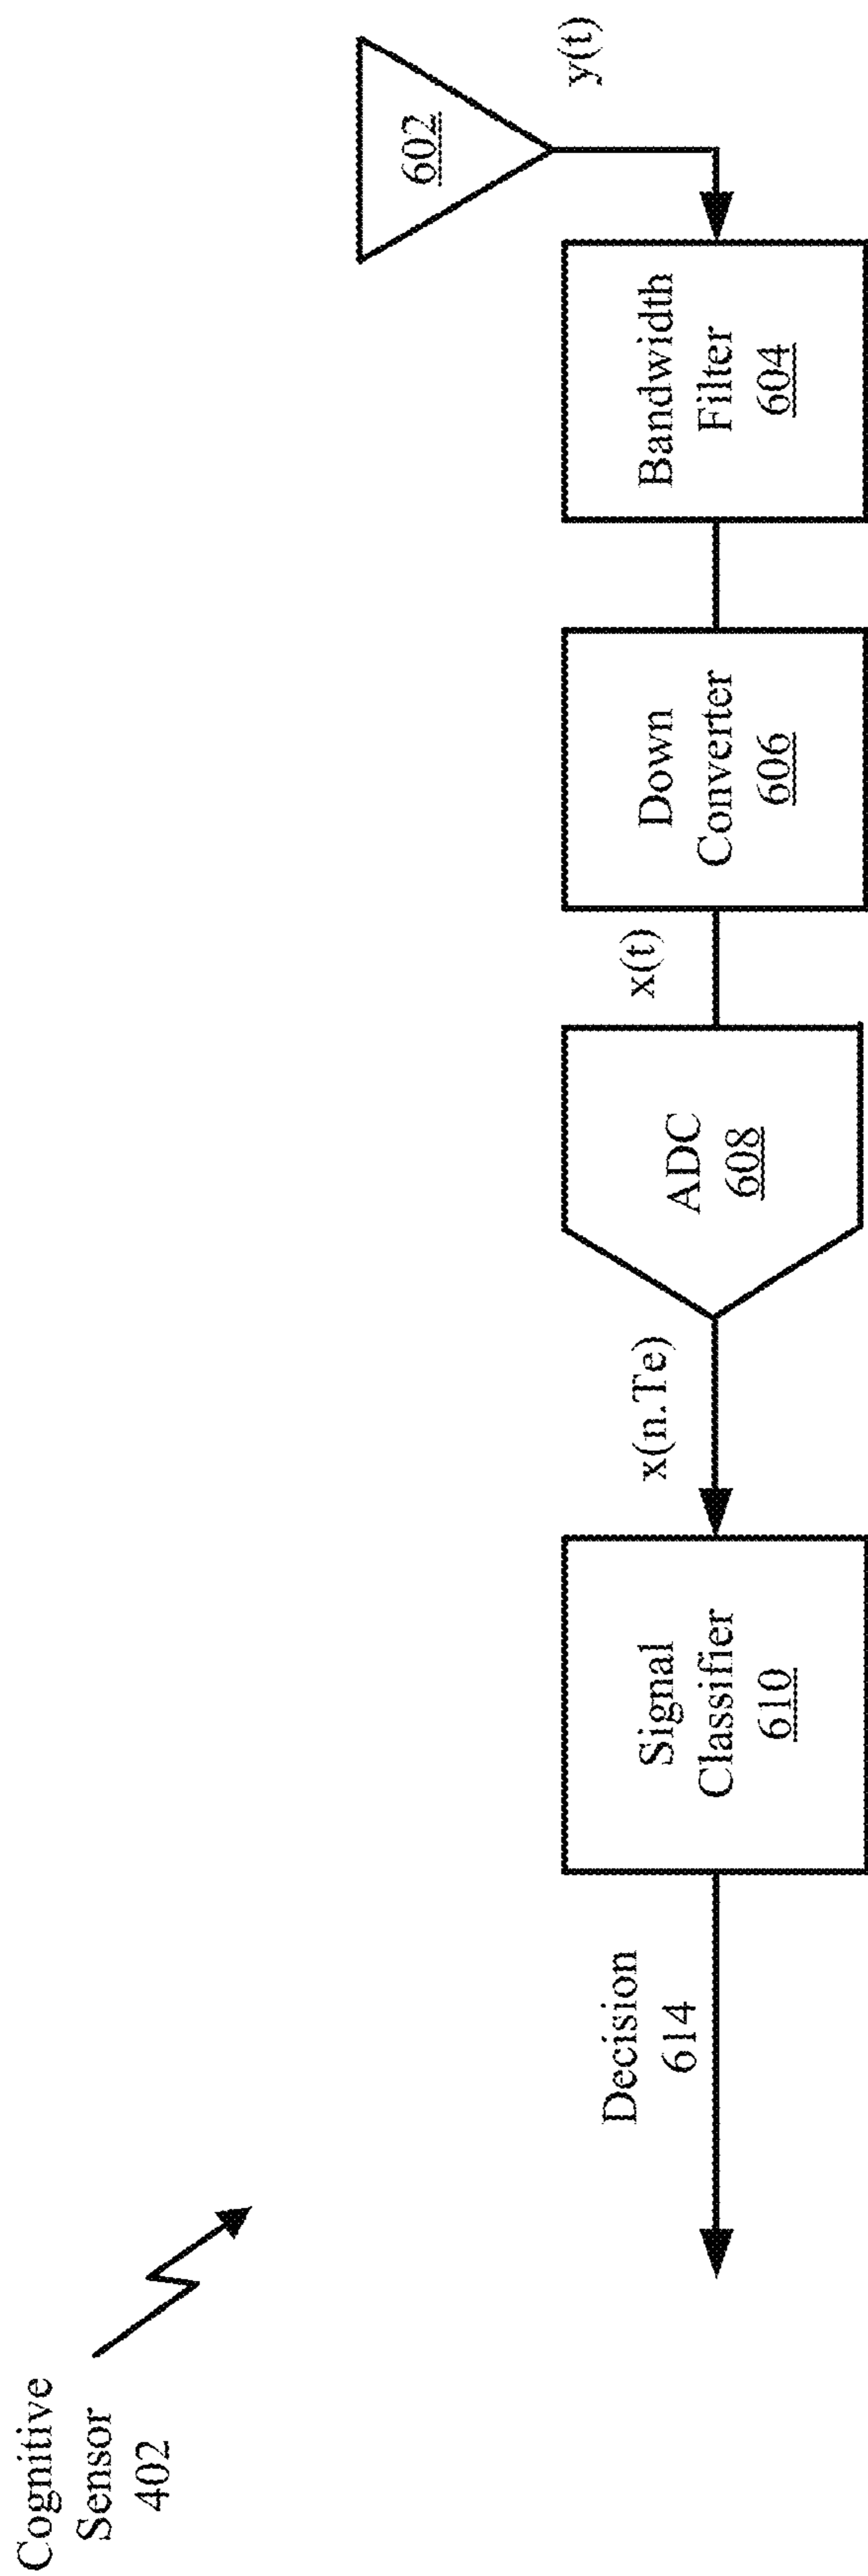 Cognitive
Sensor
402
602
y(t)
Bandwidth
Filter
604
Down
Converter
606
x(t)
ADC
608
x(n.Te)
Signal
Classifier
610
Decision
614